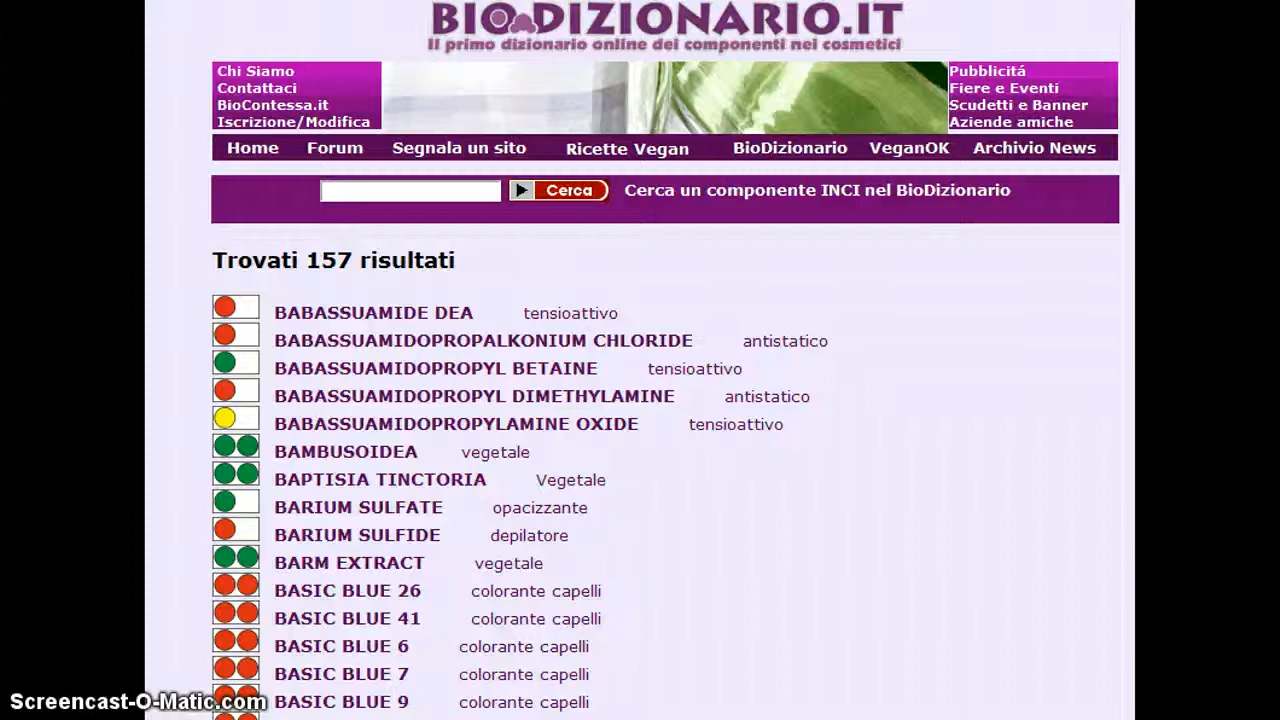 BIODIZIONARIO.IT
Il primo dizionario online dei componenti nei cosmetici
Chi Siamo
Contattaci
BioContessa.it
Iscrizione/Modifica
Pubblicitá
Fiere e Eventi
Scudetti e Banner
Aziende amiche
Home Forum Segnala un sito Ricette Vegan BioDizionario VeganOK Archivio News
Cerca Cerca un componente INCI nel BioDizionario
Trovati 157 risultati
BABASSUAMIDE DEA tensioattivo
BABASSUAMIDOPROPALKONIUM CHLORIDE antistatico
BABASSUAMIDOPROPYL BETAINE tensioattivo
BABASSUAMIDOPROPYL DIMETHYLAMINE antistatico
BABASSUAMIDOPROPYLAMINE OXIDE tensioattivo
BAMBUSOIDEA vegetale
BAPTISIA TINCTORIA Vegetale
BARIUM SULFATE opacizzante
BARIUM SULFIDE depilatore
BARM EXTRACT vegetale
BASIC BLUE 26 colorante capelli
BASIC BLUE 41 colorante capelli
BASIC BLUE 6 colorante capelli
BASIC BLUE 7 colorante capelli
BASIC BLUE 9 colorante capelli
Screencast-O-Matic.com